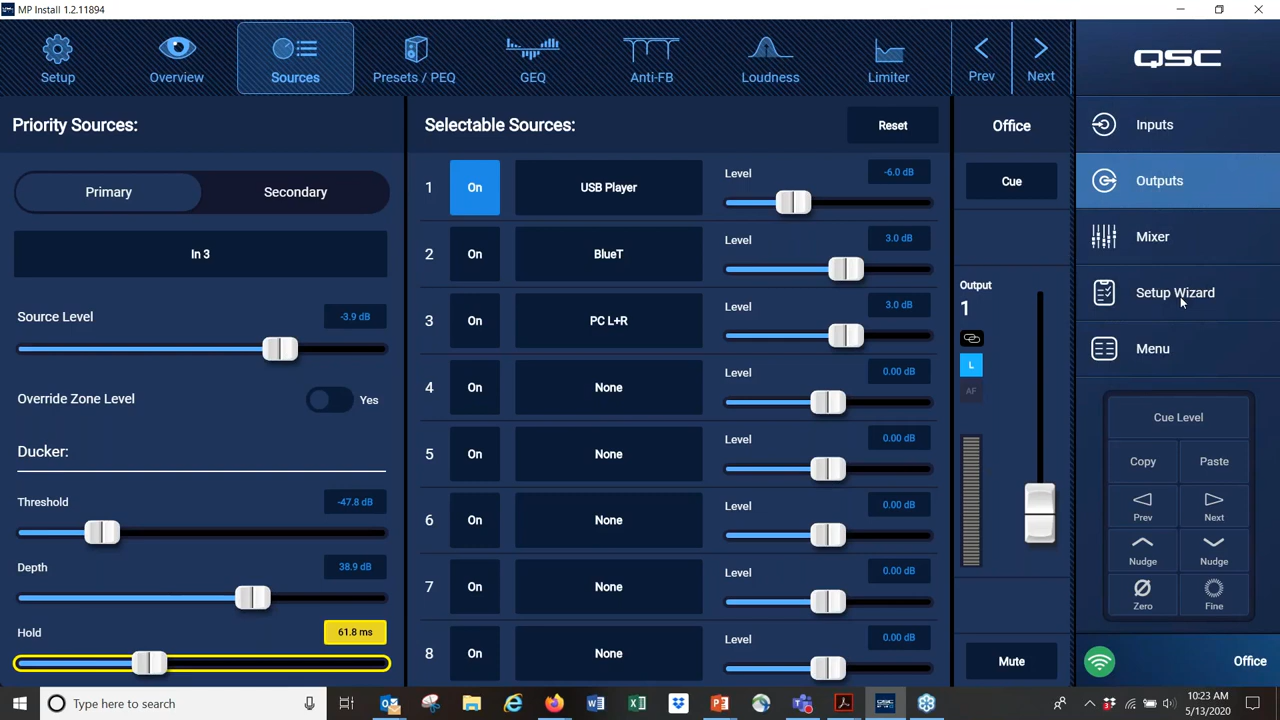 MP Install 1.2.11894
Setup
Overview
Sources
Presets / PEQ
GEQ
Anti-FB
Loudness
Limiter
Prev
Next
QSC
Priority Sources:
Primary
Secondary
In 3
Source Level
-3.9 dB
Override Zone Level
Yes
Ducker:
Threshold
-47.8 dB
Depth
38.9 dB
Hold
61.8 ms
Selectable Sources:
Reset
1 On USB Player Level -6.0 dB
2 On BlueT Level 3.0 dB
3 On PC L+R Level 3.0 dB
4 On None Level 0.00 dB
5 On None Level 0.00 dB
6 On None Level 0.00 dB
7 On None Level 0.00 dB
8 On None Level 0.00 dB
Office
Cue
Output
1
L
AF
Mute
Inputs
Outputs
Mixer
Setup Wizard
Menu
Cue Level
Copy
Paste
Prev
Next
Nudge
Nudge
Zero
Fine
Office
Type here to search
10:23 AM
5/13/2020